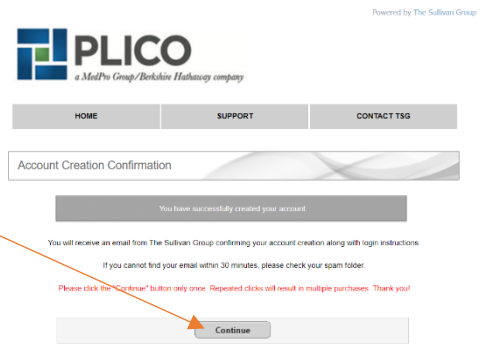 Powered by The Sullivan Group
PLICO
a MedPro Group/Berkshire Hathaway company
HOME SUPPORT CONTACT TSG
Account Creation Confirmation
You have successfully created your account
You will receive an email from The Sullivan Group confirming your account creation along with login instructions.
If you cannot find your email within 30 minutes, please check your spam folder.
Please click the "Continue" button only once. Repeated clicks will result in multiple purchases. Thank you!
Continue